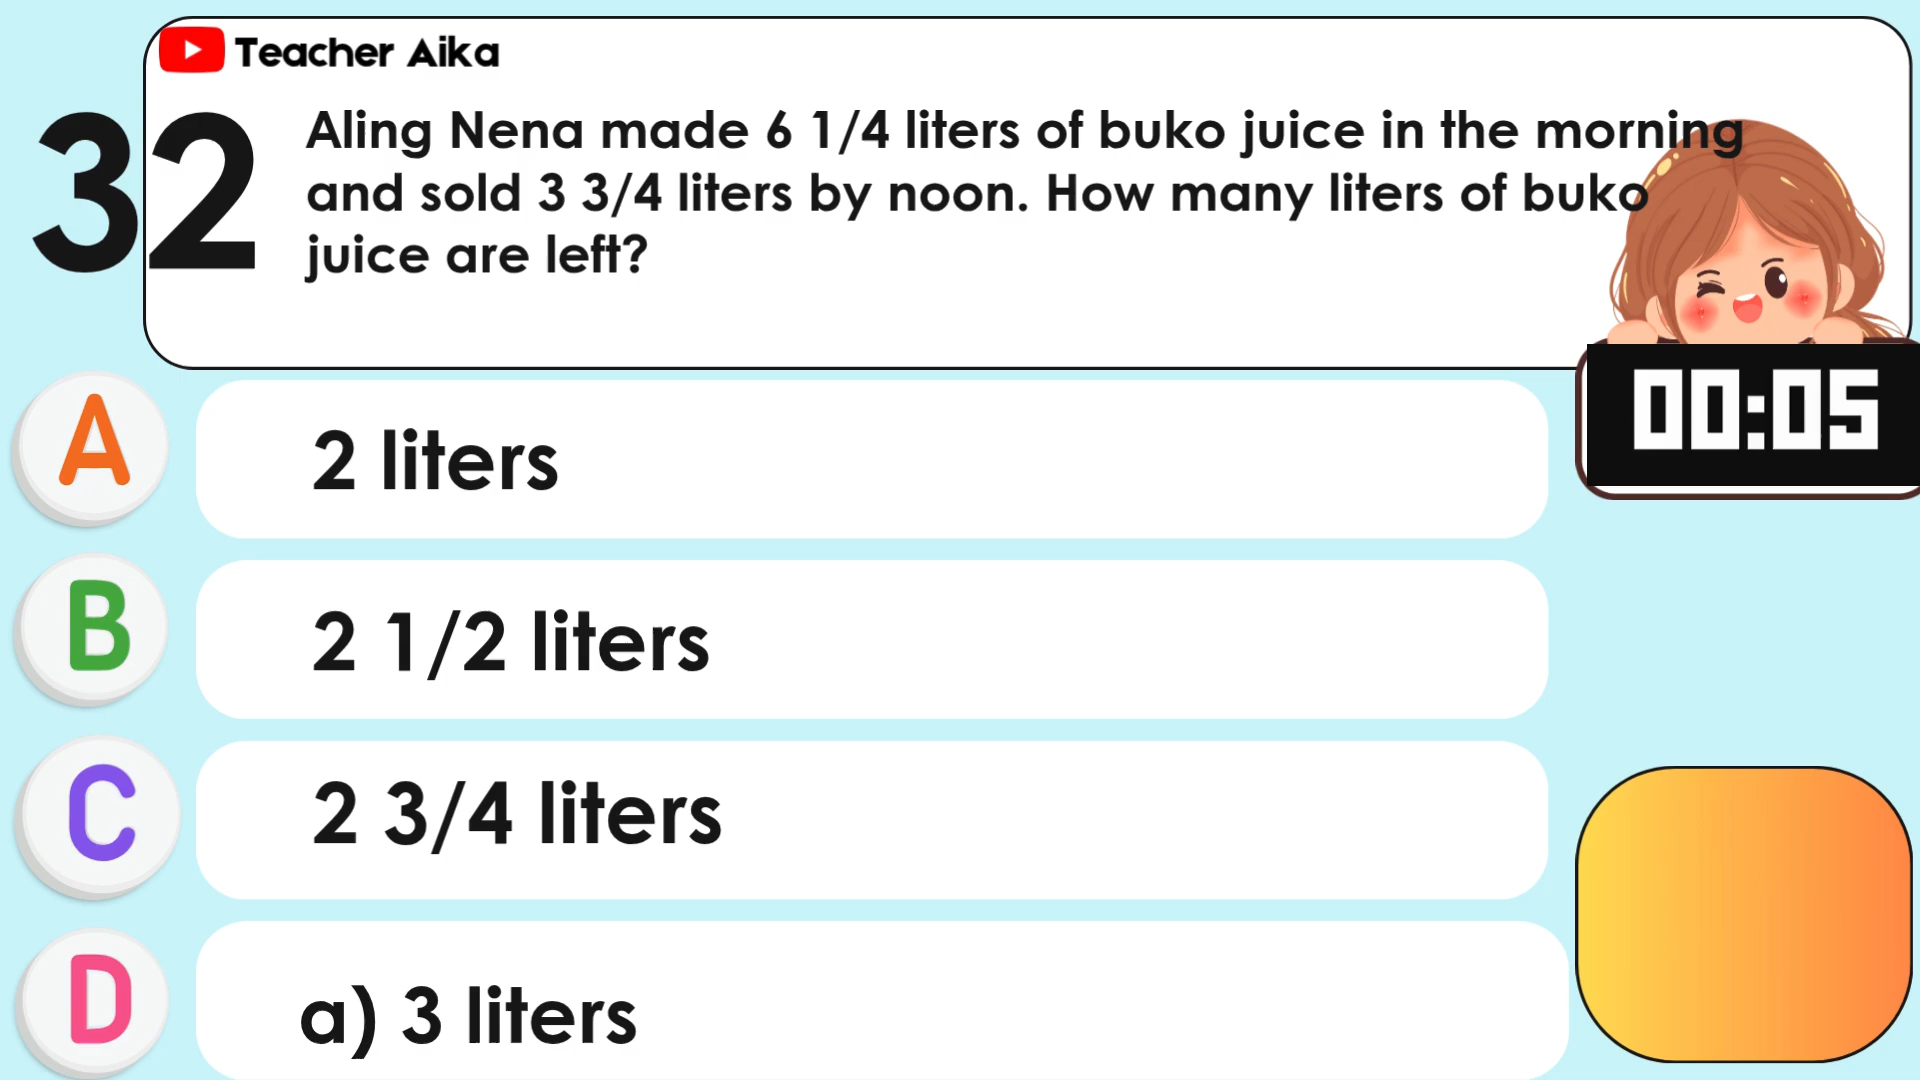 Teacher Aika
32
Aling Nena made 6 1/4 liters of buko juice in the morning
and sold 3 3/4 liters by noon. How many liters of buko
juice are left?
00:05
A
2 liters
B
2 1/2 liters
C
2 3/4 liters
D
a) 3 liters